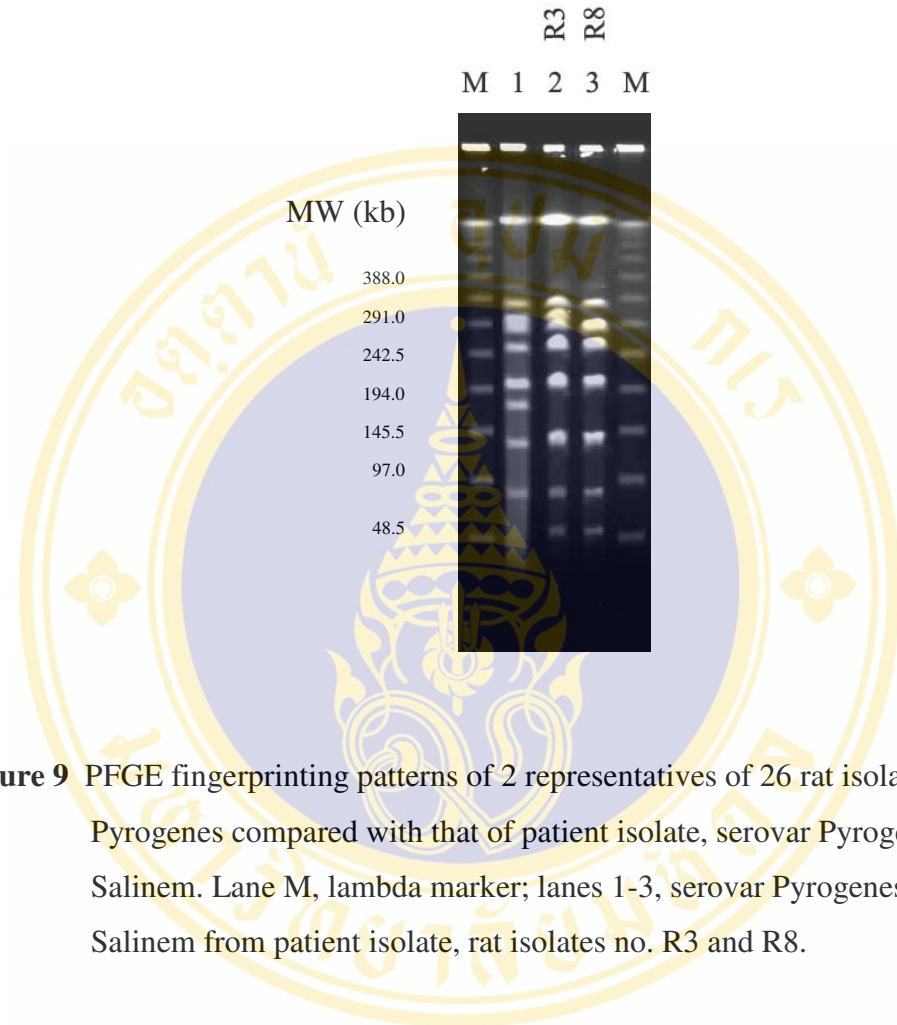 R3 R8
M 1 2 3 M
MW (kb)
388.0
291.0
242.5
194.0
145.5
97.0
48.5
ure 9 PFGE fingerprinting patterns of 2 representatives of 26 rat isola
Pyrogenes compared with that of patient isolate, serovar Pyroge
Salinem. Lane M, lambda marker; lanes 1-3, serovar Pyrogenes
Salinem from patient isolate, rat isolates no. R3 and R8.